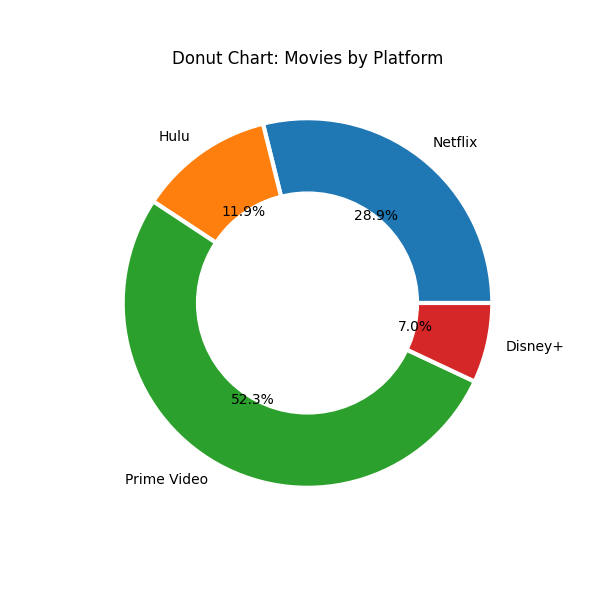 Donut Chart: Movies by Platform
Hulu
Netflix
11.9%
28.9%
7.0%
Disney+
52.3%
Prime Video